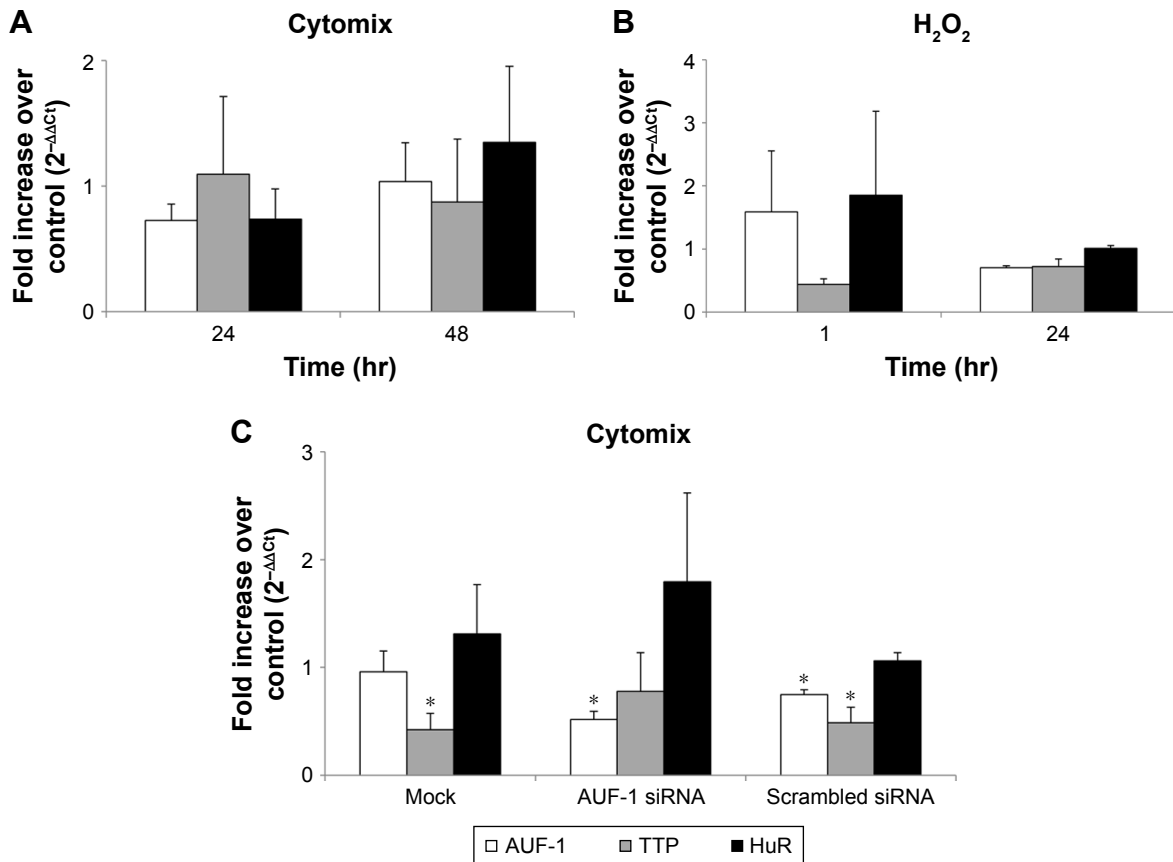 A
Cytomix
Fold increase over
control (2⁻ΔΔCt)
2
1
0
24
48
Time (hr)
B
H₂O₂
Fold increase over
control (2⁻ΔΔCt)
4
3
2
1
0
1
24
Time (hr)
C
Cytomix
Fold increase over
control (2⁻ΔΔCt)
3
2
1
0
*
*
*
*
Mock
AUF-1 siRNA
Scrambled siRNA
AUF-1
TTP
HuR